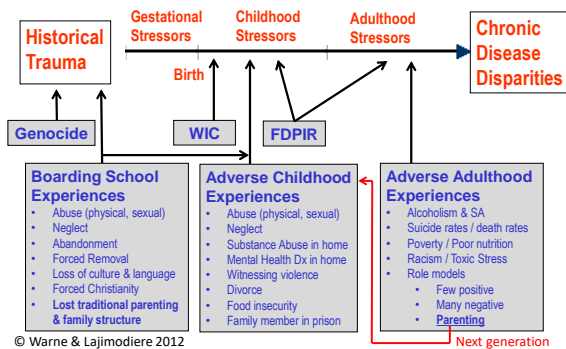 Historical
Trauma
Gestational
Stressors
Childhood
Stressors
Adulthood
Stressors
Chronic
Disease
Disparities
Birth
Genocide
WIC
FDPIR
Boarding School
Experiences
• Abuse (physical, sexual)
• Neglect
• Abandonment
• Forced Removal
• Loss of culture & language
• Forced Christianity
• Lost traditional parenting
& family structure
Adverse Childhood
Experiences
• Abuse (physical, sexual)
• Neglect
• Substance Abuse in home
• Mental Health Dx in home
• Witnessing violence
• Divorce
• Food insecurity
• Family member in prison
Adverse Adulthood
Experiences
• Alcoholism & SA
• Suicide rates / death rates
• Poverty / Poor nutrition
• Racism / Toxic Stress
• Role models
• Few positive
• Many negative
• Parenting
© Warne & Lajimodiere 2012
Next generation